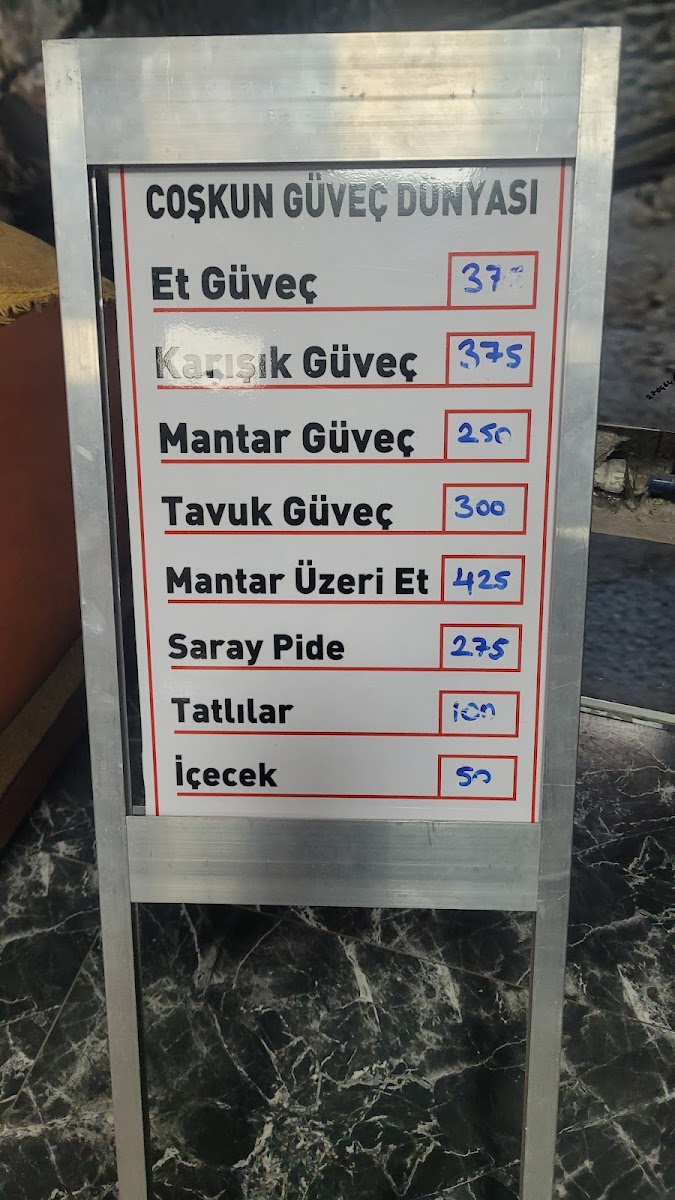 COŞKUN GÜVEÇ DÜNYASI
Et Güveç
Karışık Güveç 375
Mantar Güveç 250
Tavuk Güveç 300
Mantar Üzeri Et 425
Saray Pide 275
Tatlılar 100
İçecek 50